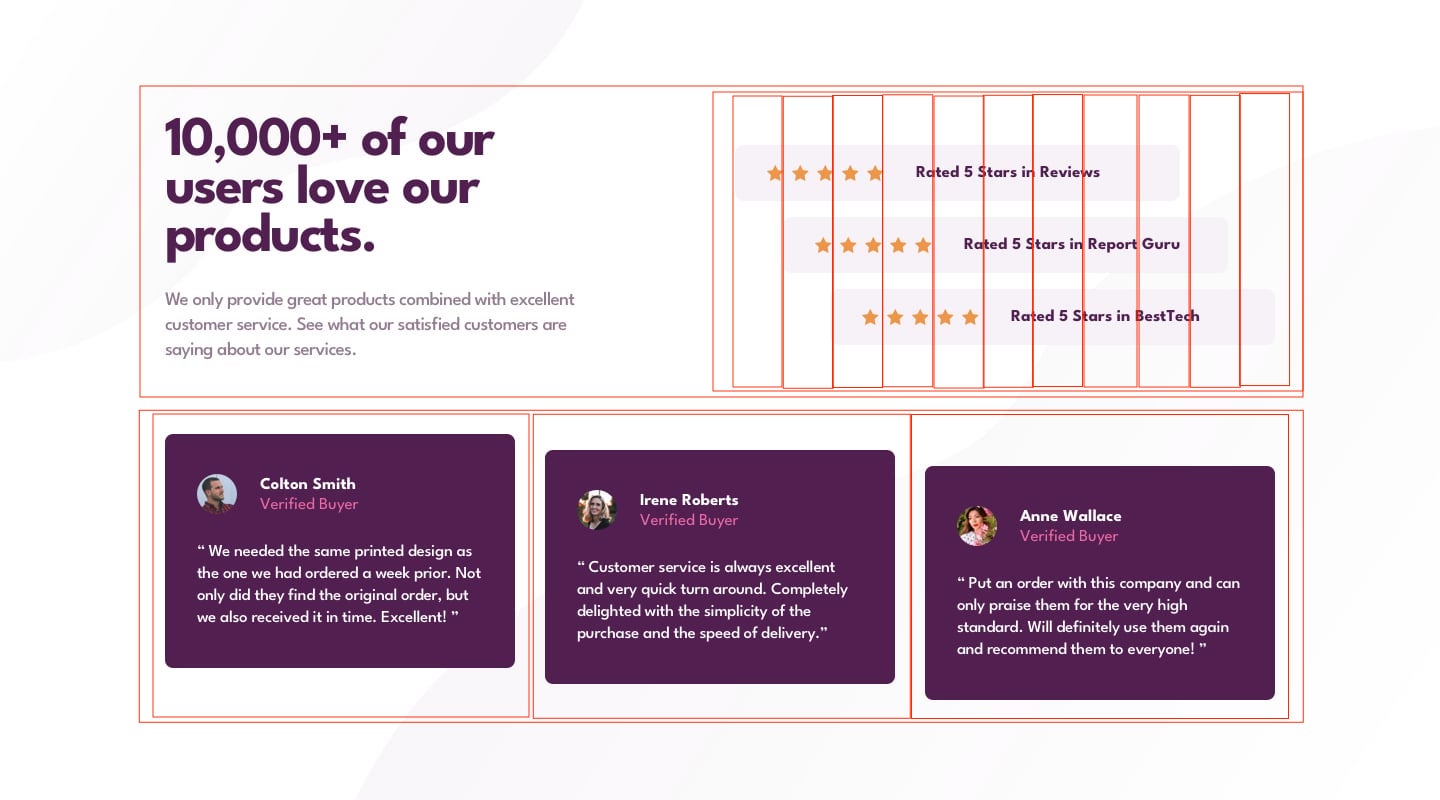 10,000+ of our
users love our
products.
We only provide great products combined with excellent
customer service. See what our satisfied customers are
saying about our services.
Rated 5 Stars in Reviews
Rated 5 Stars in Report Guru
Rated 5 Stars in BestTech
Colton Smith
Verified Buyer
“ We needed the same printed design as
the one we had ordered a week prior. Not
only did they find the original order, but
we also received it in time. Excellent! ”
Irene Roberts
Verified Buyer
“ Customer service is always excellent
and very quick turn around. Completely
delighted with the simplicity of the
purchase and the speed of delivery.”
Anne Wallace
Verified Buyer
“ Put an order with this company and can
only praise them for the very high
standard. Will definitely use them again
and recommend them to everyone! ”